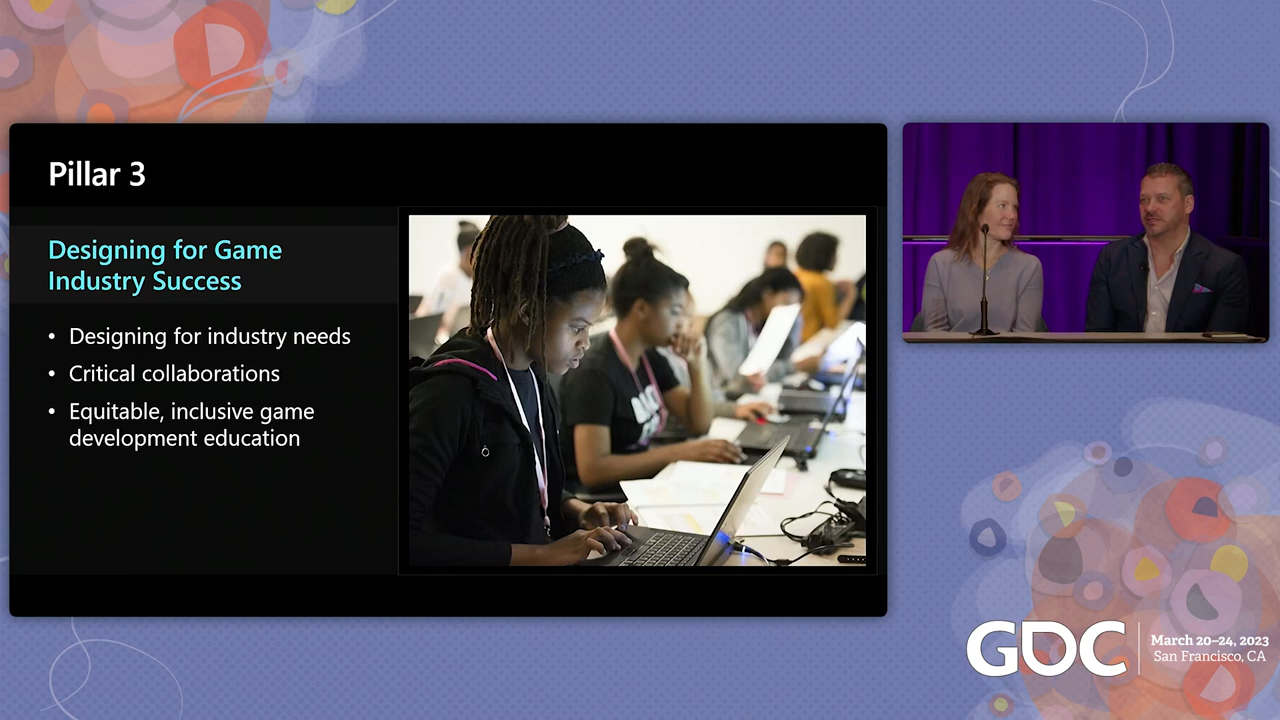 Pillar 3
Designing for Game
Industry Success
• Designing for industry needs
• Critical collaborations
• Equitable, inclusive game
development education
GDC
March 20–24, 2023
San Francisco, CA